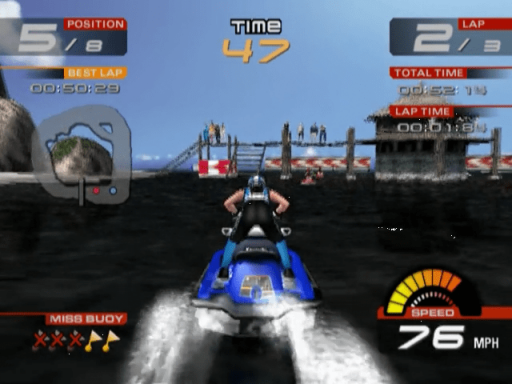 5 / 8 POSITION
TIME
47
2 / 3 LAP
BEST LAP
00:50:29
TOTAL TIME
00:52:14
LAP TIME
00:01:84
MISS BUOY
SPEED
76 MPH